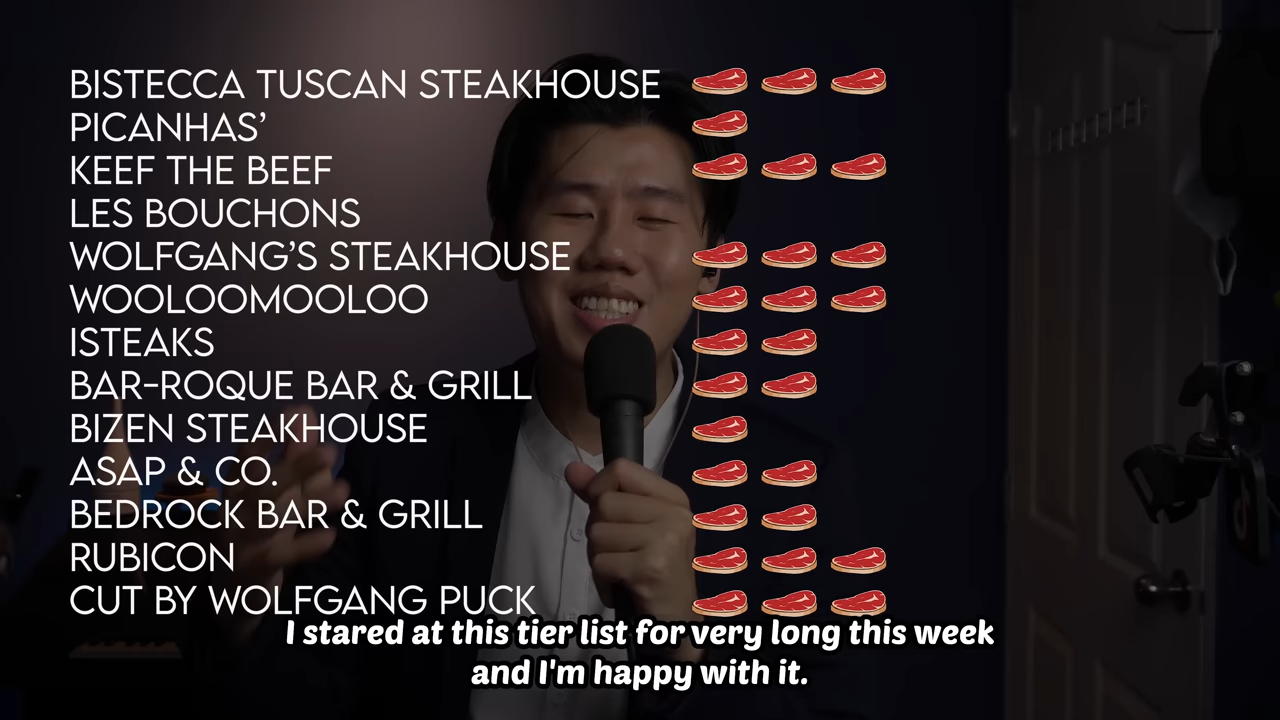 BISTECCA TUSCAN STEAKHOUSE
PICANHAS’
KEEF THE BEEF
LES BOUCHONS
WOLFGANG’S STEAKHOUSE
WOOLOOMOOLOO
ISTEAKS
BAR-ROQUE BAR & GRILL
BIZEN STEAKHOUSE
ASAP & CO.
BEDROCK BAR & GRILL
RUBICON
CUT BY WOLFGANG PUCK
I stared at this tier list for very long this week
and I'm happy with it.